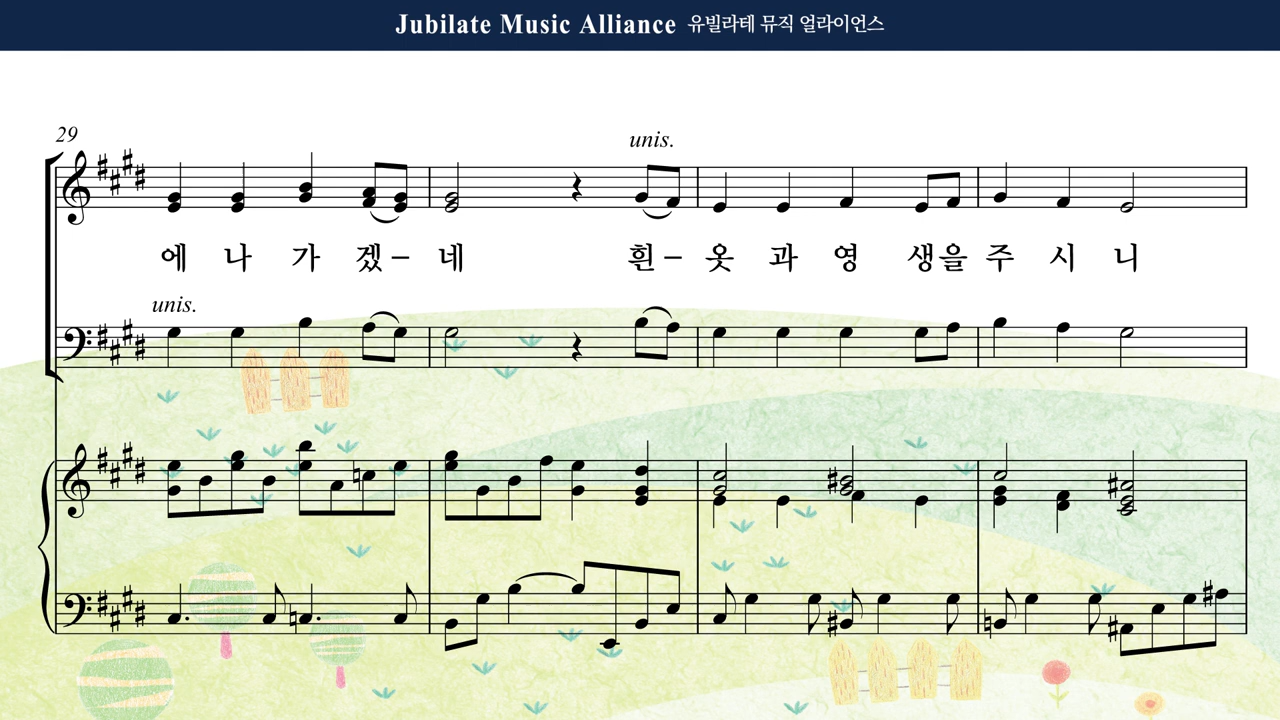 Jubilate Music Alliance 유빌라테 뮤직 얼라이언스
29
unis.
에 나 가 겠 – 네 흰 – 옷 과 영 생을 주 시 니
unis.